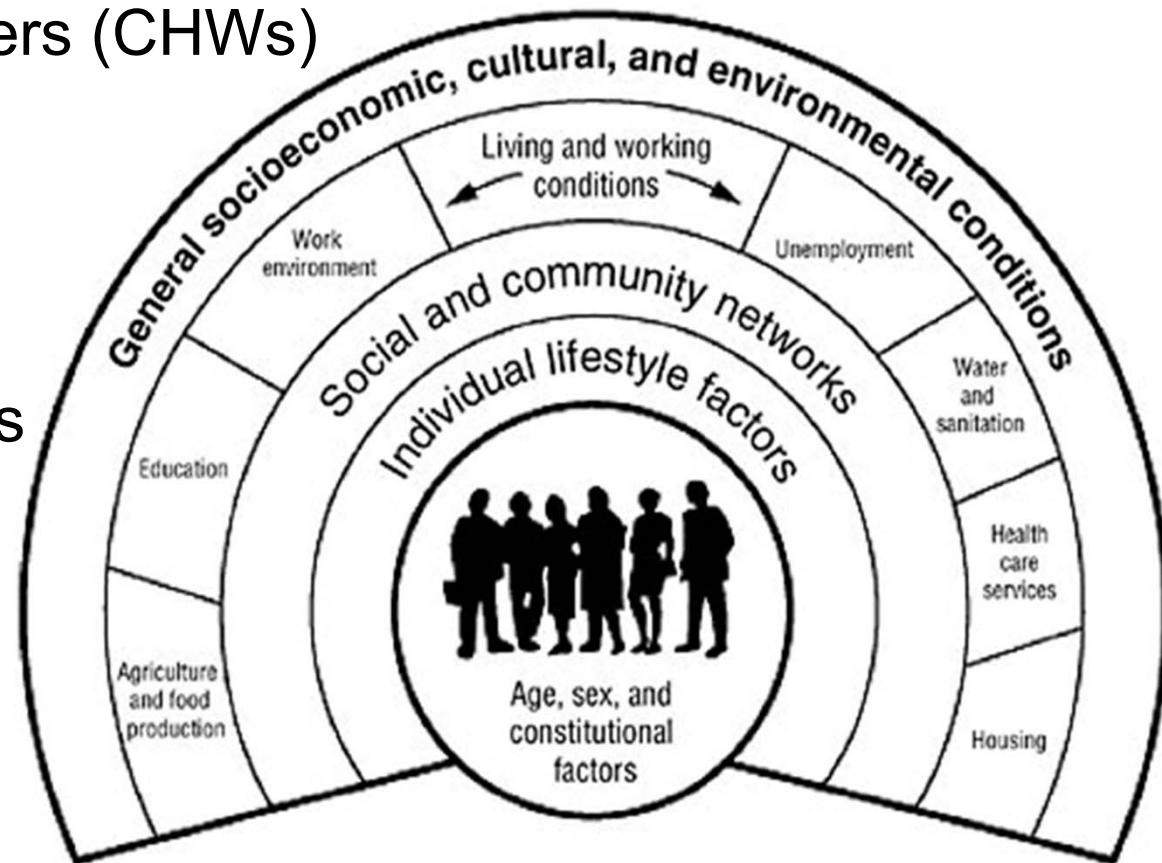 ers (CHWs)
s
General socioeconomic, cultural, and environmental conditions
Living and working
conditions
Work
environment
Unemployment
Education
Water
and
sanitation
Agriculture
and food
production
Health
care
services
Housing
Social and community networks
Individual lifestyle factors
Age, sex, and
constitutional
factors